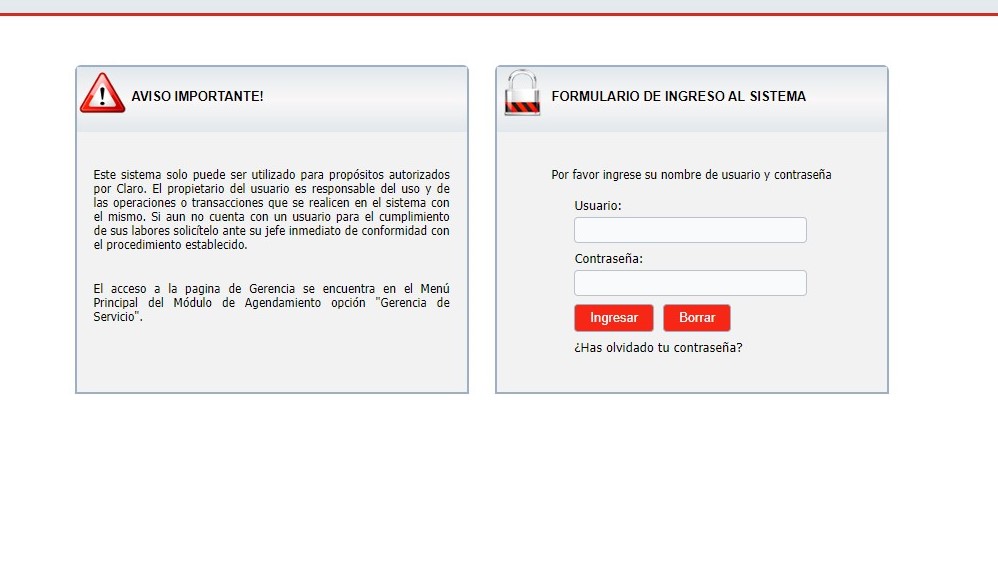 AVISO IMPORTANTE!
Este sistema solo puede ser utilizado para propósitos autorizados
por Claro. El propietario del usuario es responsable del uso y de
las operaciones o transacciones que se realicen en el sistema con
el mismo. Si aun no cuenta con un usuario para el cumplimiento
de sus labores solicítelo ante su jefe inmediato de conformidad con
el procedimiento establecido.
El acceso a la pagina de Gerencia se encuentra en el Menú
Principal del Módulo de Agendamiento opción "Gerencia de
Servicio".
FORMULARIO DE INGRESO AL SISTEMA
Por favor ingrese su nombre de usuario y contraseña
Usuario:
Contraseña:
Ingresar Borrar
¿Has olvidado tu contraseña?